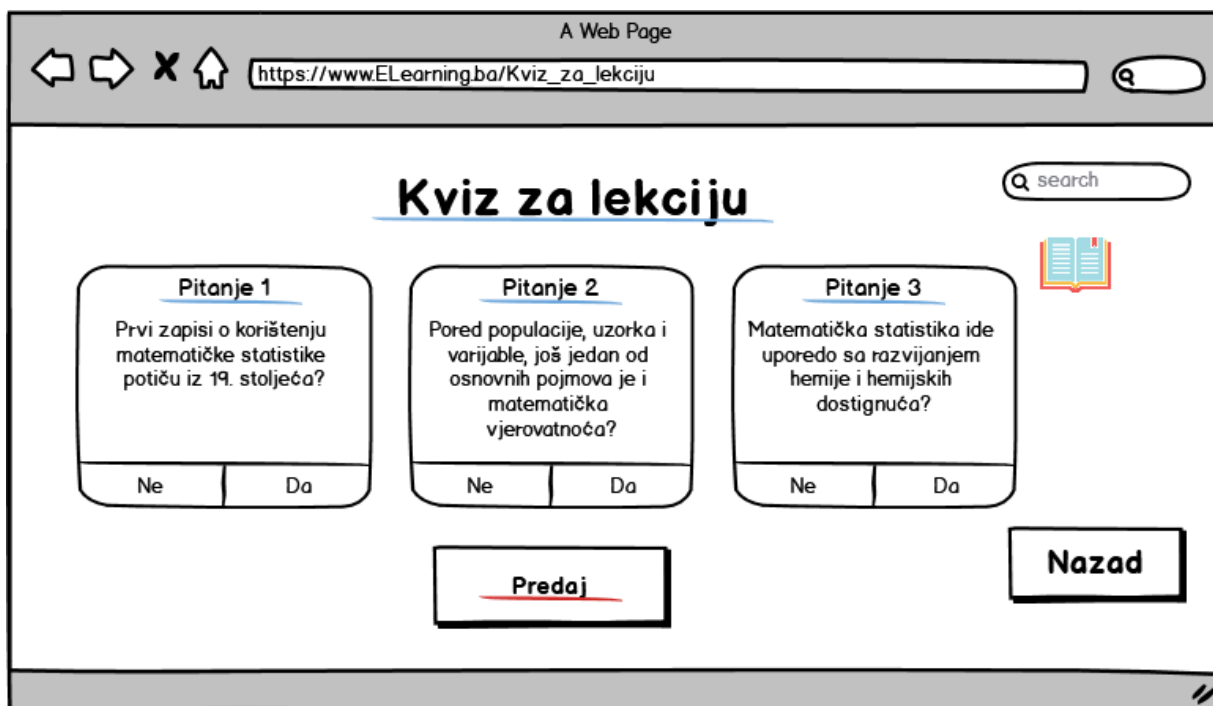 A Web Page
https://www.ELearning.ba/Kviz_za_lekciju
Kviz za lekciju
search
Pitanje 1
Prvi zapisi o korištenju
matematičke statistike
potiču iz 19. stoljeća?
Ne
Da
Pitanje 2
Pored populacije, uzorka i
varijable, još jedan od
osnovnih pojmova je i
matematička
vjerovatnoća?
Ne
Da
Pitanje 3
Matematička statistika ide
uporedo sa razvijanjem
hemije i hemijskih
dostignuća?
Ne
Da
Predaj
Nazad